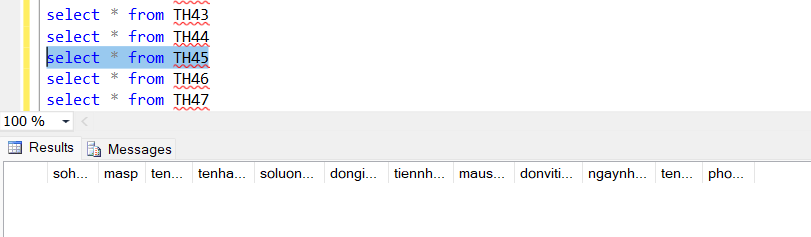 select * from TH43
select * from TH44
select * from TH45
select * from TH46
select * from TH47
100 %
Results Messages
soh... masp ten... tenha... soluon... dongi... tiennh... maus... donviti... ngaynh... ten... pho...